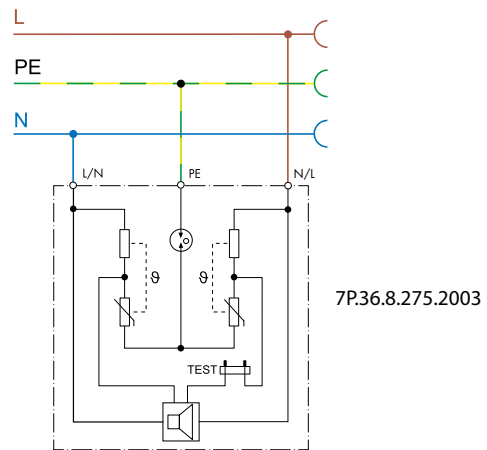 L
PE
N
L/N PE N/L
ϑ ϑ
7P.36.8.275.2003
TEST